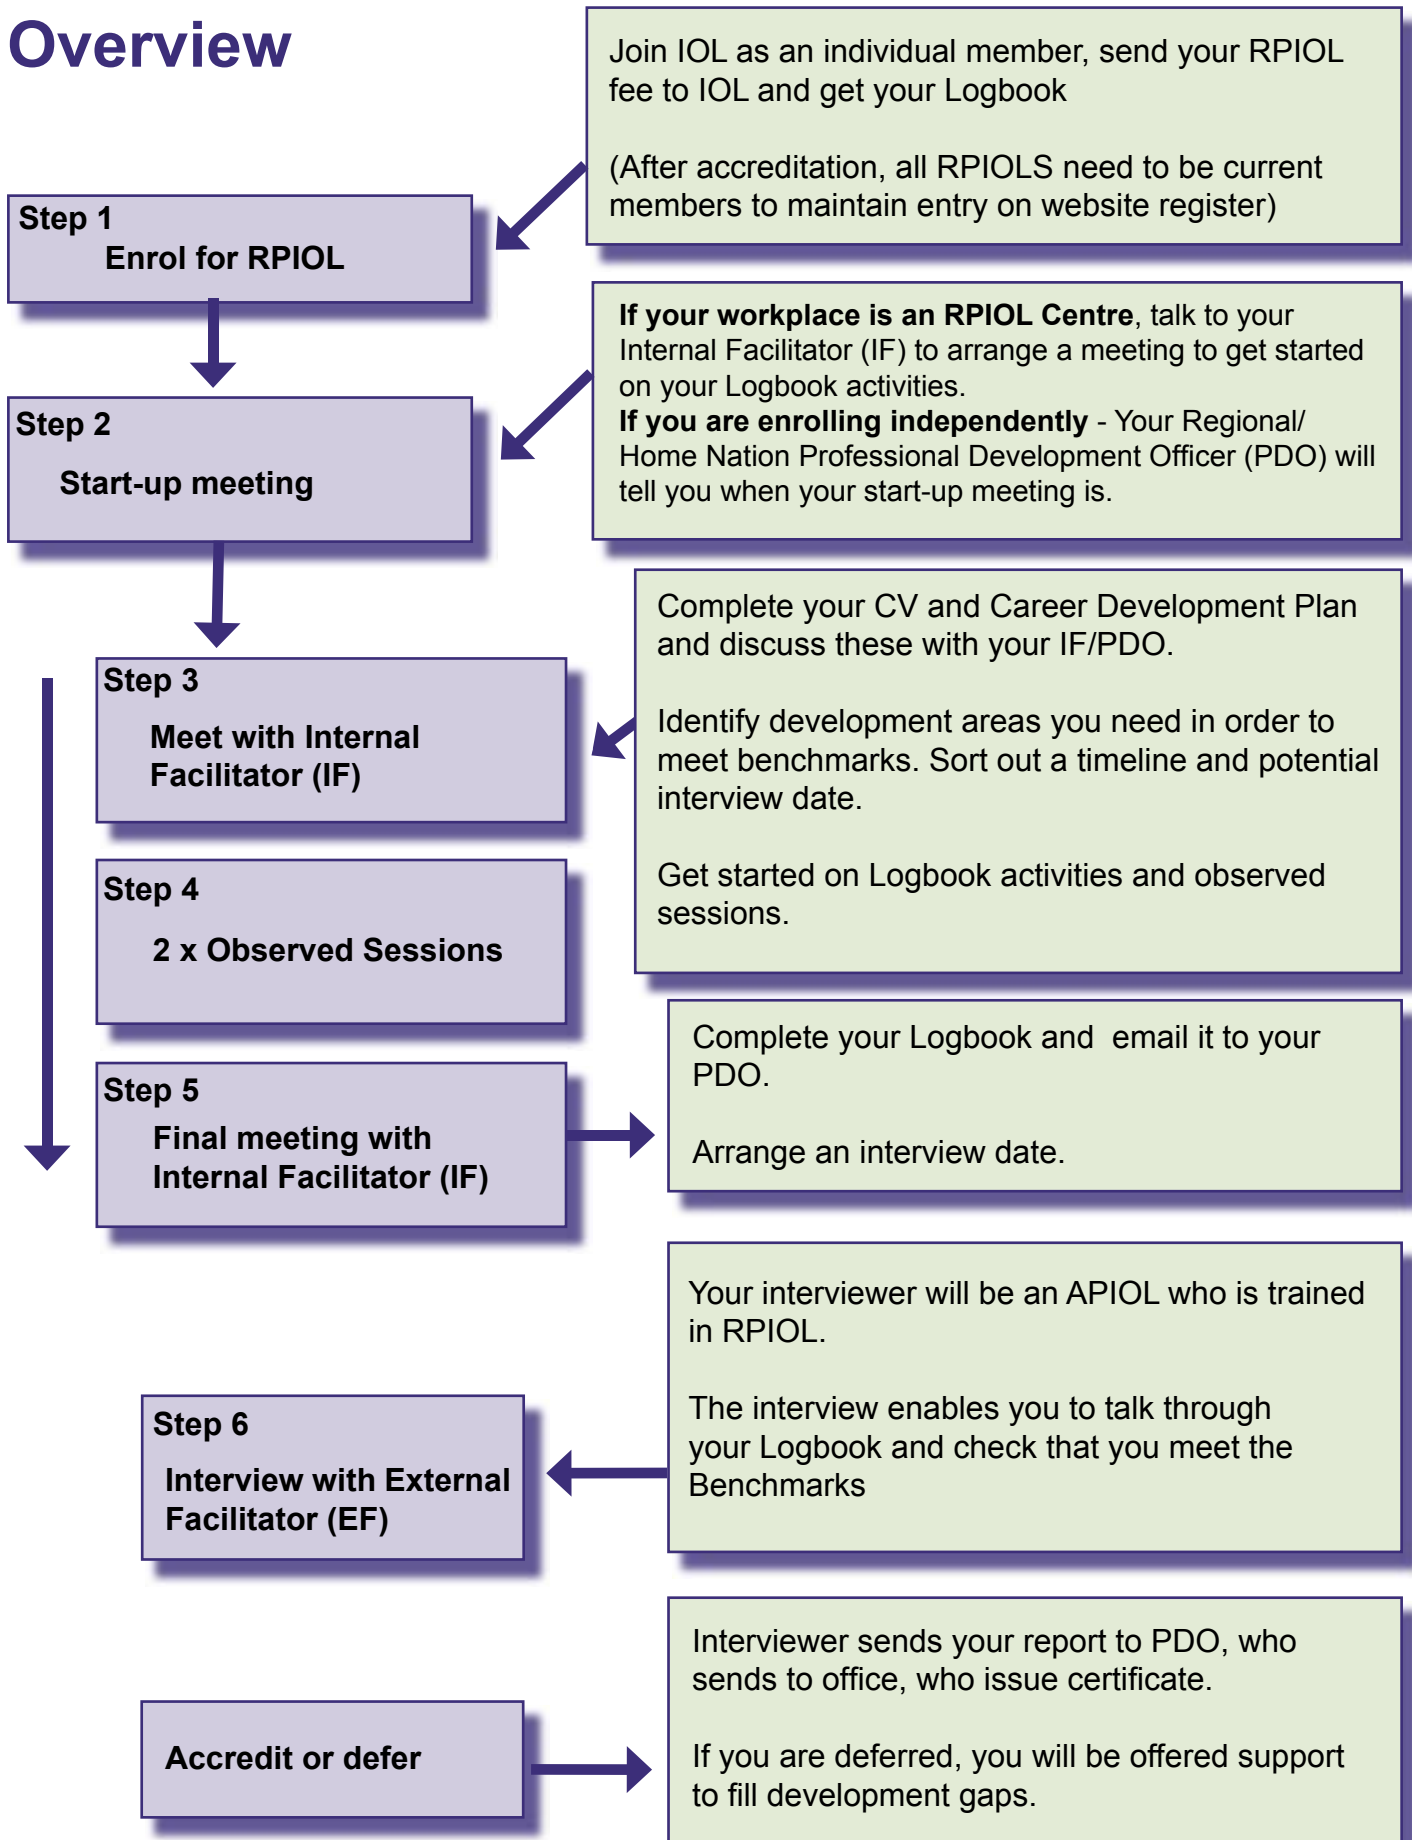 Overview
Join IOL as an individual member, send your RPIOL
fee to IOL and get your Logbook
(After accreditation, all RPIOLS need to be current
members to maintain entry on website register)
Step 1
Enrol for RPIOL
If your workplace is an RPIOL Centre, talk to your
Internal Facilitator (IF) to arrange a meeting to get started
on your Logbook activities.
If you are enrolling independently - Your Regional/
Home Nation Professional Development Officer (PDO) will
tell you when your start-up meeting is.
Step 2
Start-up meeting
Complete your CV and Career Development Plan
and discuss these with your IF/PDO.
Identify development areas you need in order to
meet benchmarks. Sort out a timeline and potential
interview date.
Get started on Logbook activities and observed
sessions.
Step 3
Meet with Internal
Facilitator (IF)
Step 4
2 x Observed Sessions
Step 5
Final meeting with
Internal Facilitator (IF)
Complete your Logbook and  email it to your
PDO.
Arrange an interview date.
Your interviewer will be an APIOL who is trained
in RPIOL.
The interview enables you to talk through
your Logbook and check that you meet the
Benchmarks
Step 6
Interview with External
Facilitator (EF)
Interviewer sends your report to PDO, who
sends to office, who issue certificate.
If you are deferred, you will be offered support
to fill development gaps.
Accredit or defer